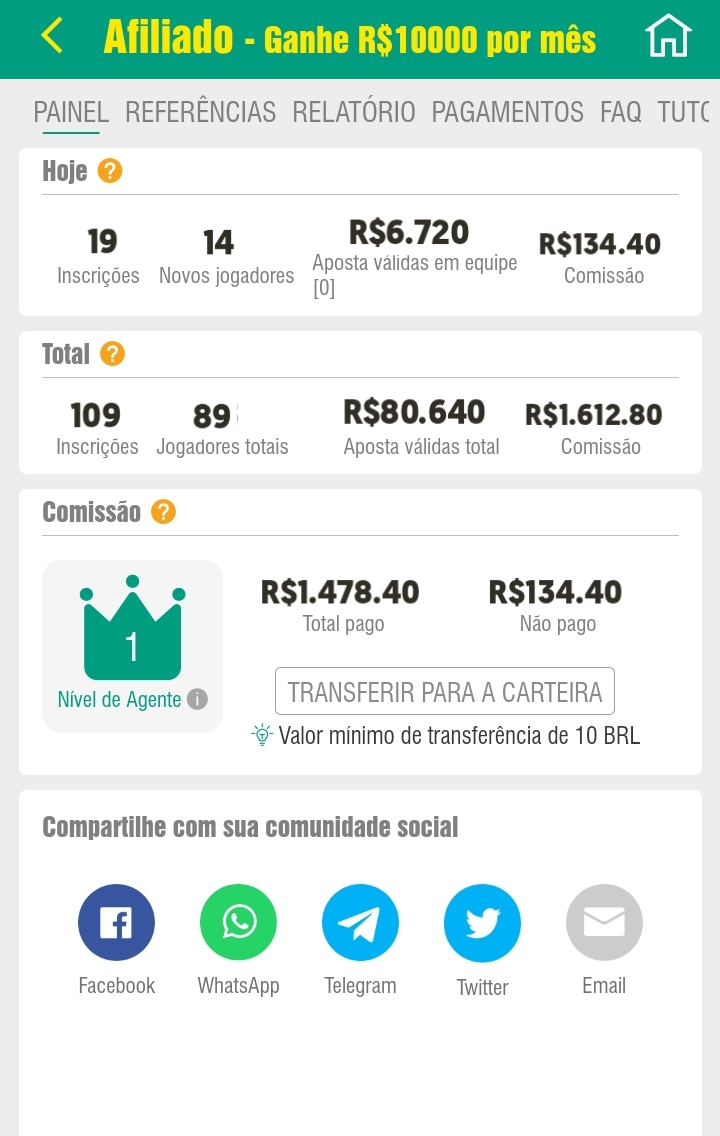 Afiliado - Ganhe R$10000 por mês
PAINEL REFERÊNCIAS RELATÓRIO PAGAMENTOS FAQ TUTO
Hoje ?
19 14 R$6.720 R$134.40
Inscrições Novos jogadores Aposta válidas em equipe [0] Comissão
Total ?
109 89 R$80.640 R$1.612.80
Inscrições Jogadores totais Aposta válidas total Comissão
Comissão ?
1
Nível de Agente i
R$1.478.40 R$134.40
Total pago Não pago
TRANSFERIR PARA A CARTEIRA
Valor mínimo de transferência de 10 BRL
Compartilhe com sua comunidade social
Facebook WhatsApp Telegram Twitter Email